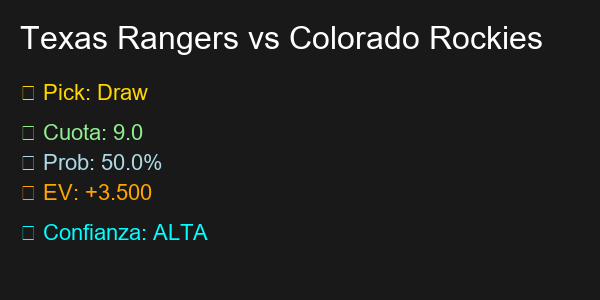 Texas Rangers vs Colorado Rockies
Pick: Draw
Cuota: 9.0
Prob: 50.0%
EV: +3.500
Confianza: ALTA